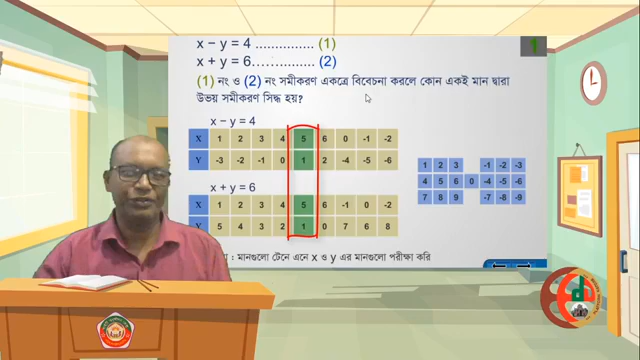 x − y = 4 ............... (1)
x + y = 6............... (2)
(1) নং ও (2) নং সমীকরণ একত্রে বিবেচনা করলে কোন একই মান দ্বারা
উভয় সমীকরণ সিদ্ধ হয়?
x − y = 4
X 1 2 3 4 5 6 0 -1 -2
Y -3 -2 -1 0 1 2 -4 -5 -6
x + y = 6
X 1 2 3 4 5 6 -1 0 -2
Y 5 4 3 2 1 0 7 6 8
1 2 3 -1 -2 -3
4 5 6 0 -4 -5 -6
7 8 9 -7 -8 -9
: মানগুলো টেনে এনে x ও y এর মানগুলো পরীক্ষা করি
1